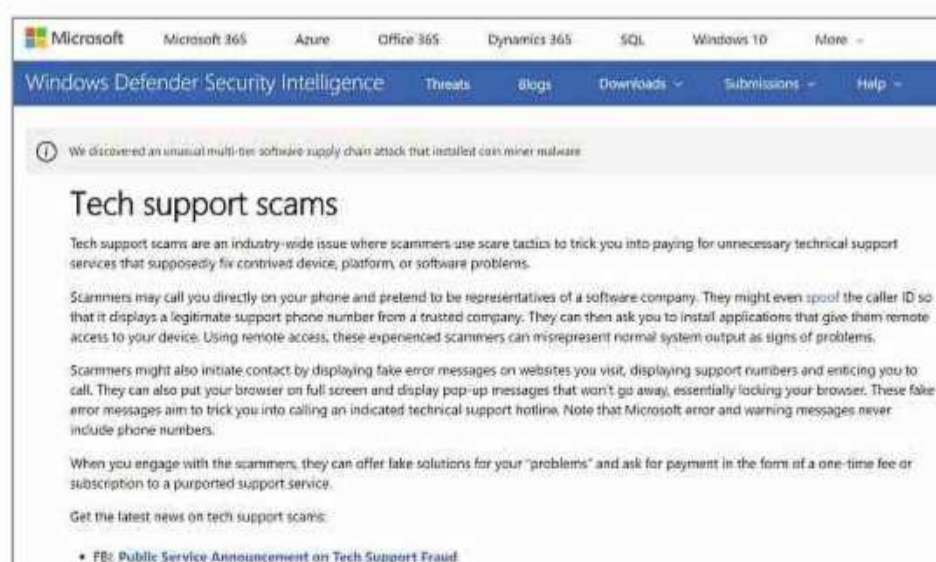 Microsoft Microsoft 365 Azure Office 365 Dynamics 365 SQL Windows 10 More
Windows Defender Security Intelligence Threats Blogs Downloads Submissions Help
We discovered an unusual multi-tier software supply chain attack that installed coin miner malware
Tech support scams
Tech support scams are an industry-wide issue where scammers use scare tactics to trick you into paying for unnecessary technical support
services that supposedly fix contrived device, platform, or software problems.
Scammers may call you directly on your phone and pretend to be representatives of a software company. They might even spoof the caller ID so
that it displays a legitimate support phone number from a trusted company. They can then ask you to install applications that give them remote
access to your device. Using remote access, these experienced scammers can misrepresent normal system output as signs of problems.
Scammers might also initiate contact by displaying fake error messages on websites you visit, displaying support numbers and enticing you to
call. They can also put your browser on full screen and display pop-up messages that won't go away, essentially locking your browser. These fake
error messages aim to trick you into calling an indicated technical support hotline. Note that Microsoft error and warning messages never
include phone numbers.
When you engage with the scammers, they can offer fake solutions for your "problems" and ask for payment in the form of a one-time fee or
subscription to a purported support service.
Get the latest news on tech support scams:
• FBI: Public Service Announcement on Tech Support Fraud